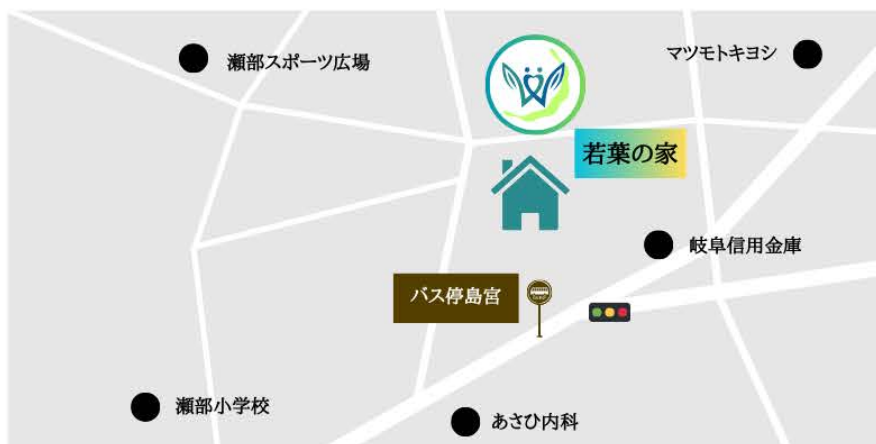 瀬部スポーツ広場
マツモトキヨシ
若葉の家
岐阜信用金庫
バス停島宮
瀬部小学校
あさひ内科